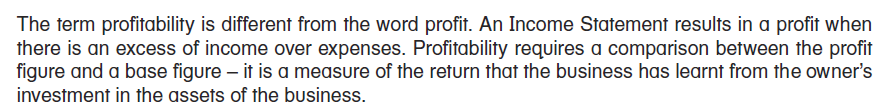 The term profitability is different from the word profit. An Income Statement results in a profit when
there is an excess of income over expenses. Profitability requires a comparison between the profit
figure and a base figure – it is a measure of the return that the business has learnt from the owner's
investment in the assets of the business.